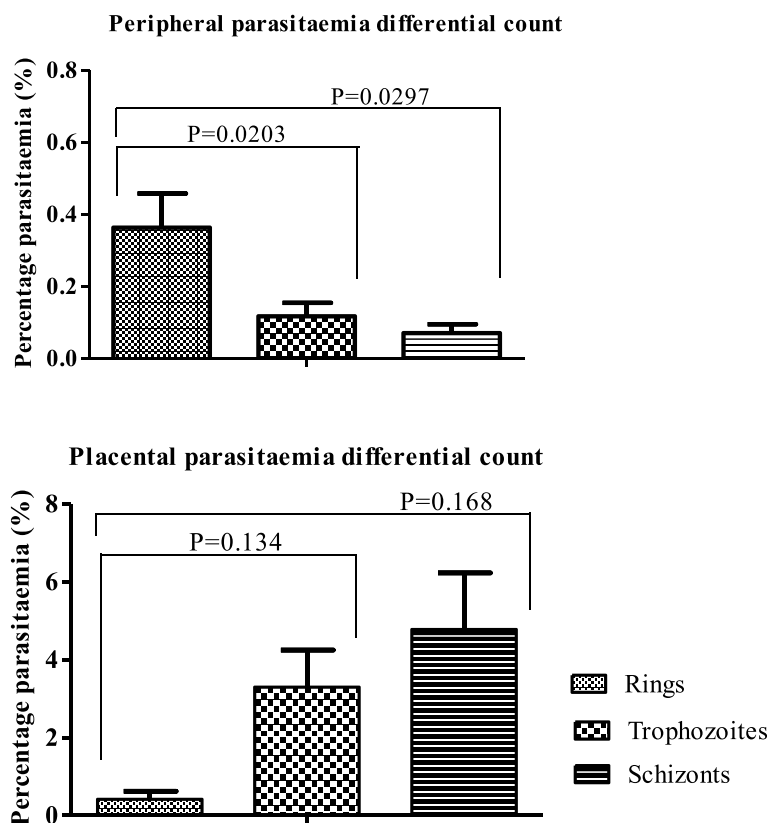 Peripheral parasitaemia differential count
Percentage parasitaemia (%)
0.8
0.6
0.4
0.2
0.0
P=0.0297
P=0.0203
Placental parasitaemia differential count
Percentage parasitaemia (%)
8
6
4
2
0
P=0.168
P=0.134
Rings
Trophozoites
Schizonts